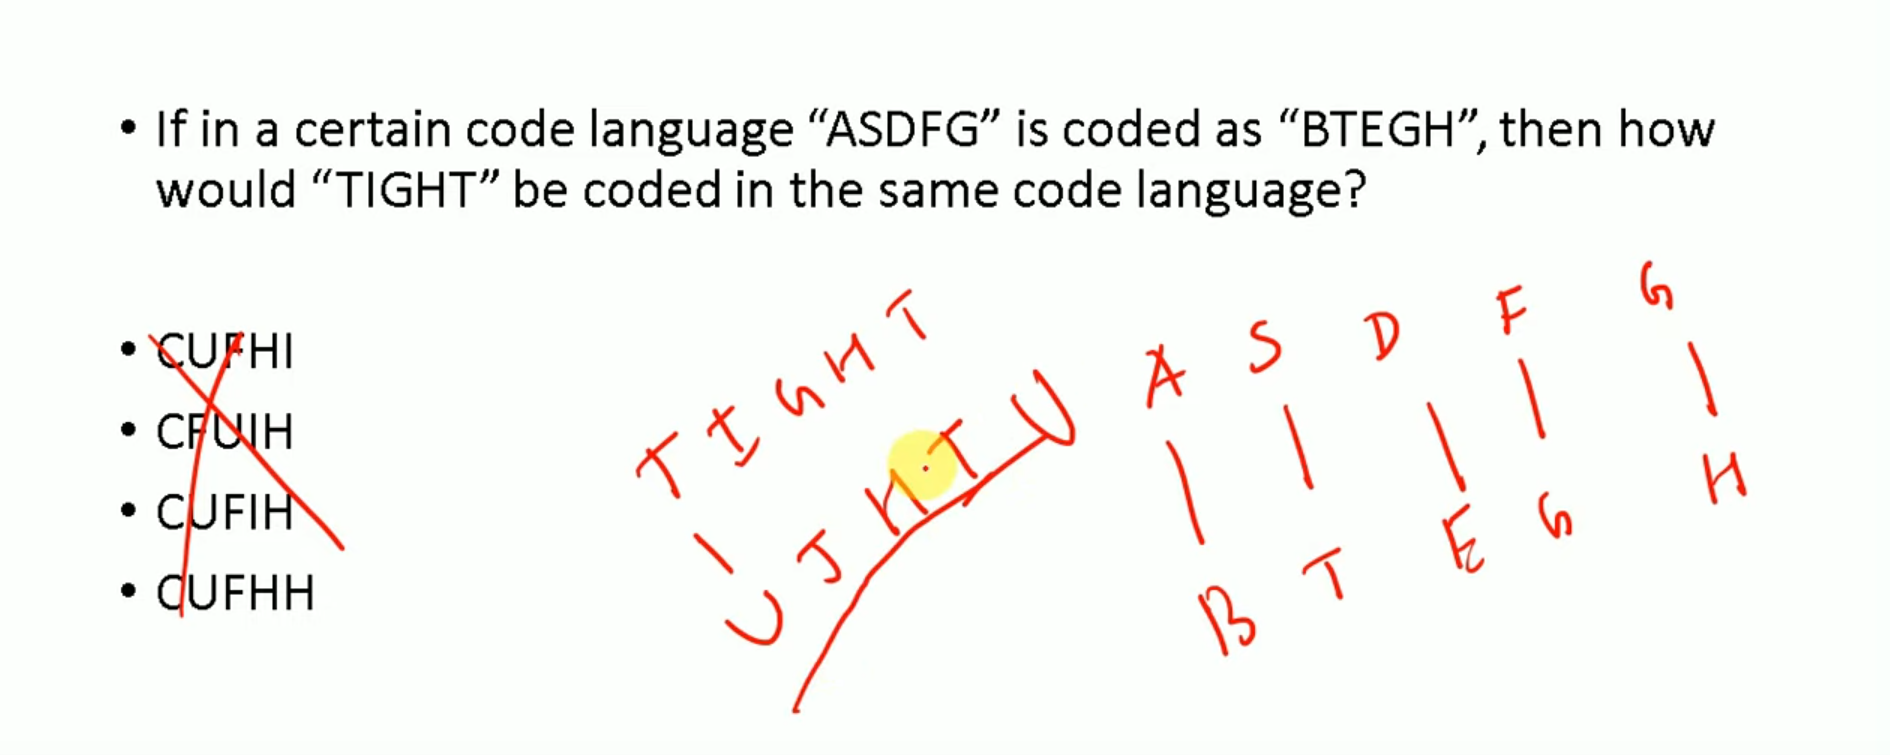 • If in a certain code language “ASDFG” is coded as “BTEGH”, then how
would “TIGHT” be coded in the same code language?
• CUFHI
• CFUIH
• CUFIH
• CUFHH
T I G H T
U J H I U
A S D F G
B T E G H